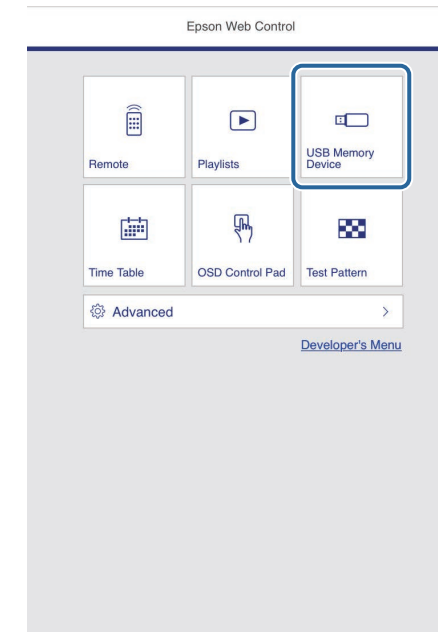 Epson Web Control
Remote
Playlists
USB Memory
Device
Time Table
OSD Control Pad
Test Pattern
Advanced
Developer's Menu